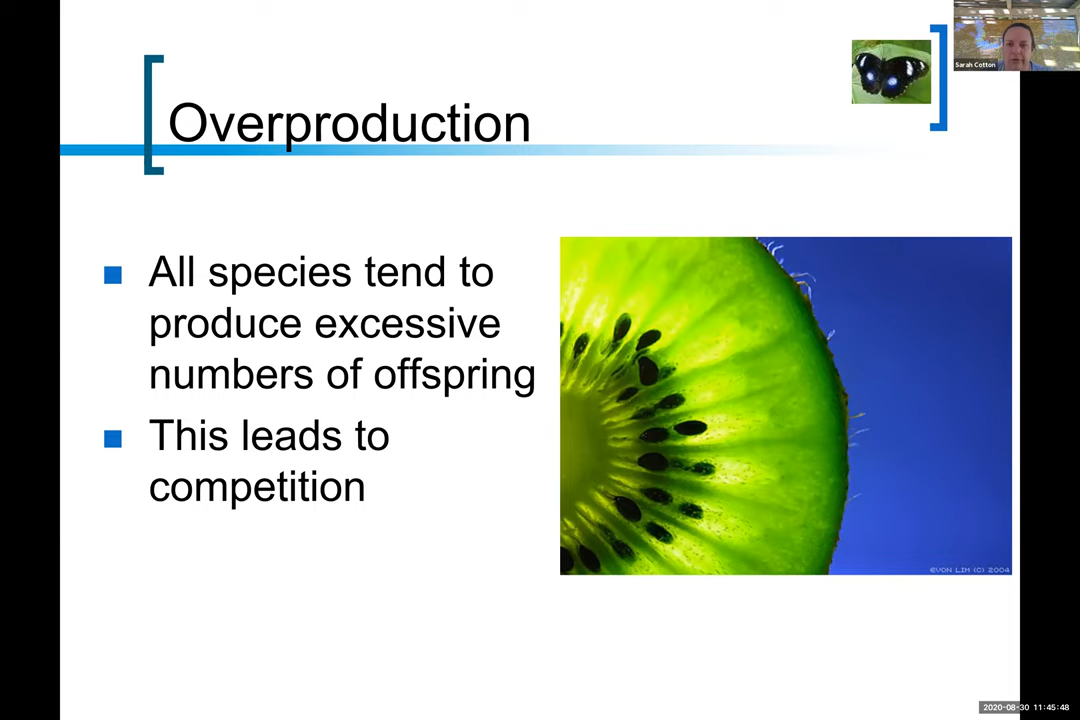 Sarah Cotton
Overproduction
All species tend to
produce excessive
numbers of offspring
This leads to
competition
EVON LIM (C) 2004
2020-08-30 11:45:48